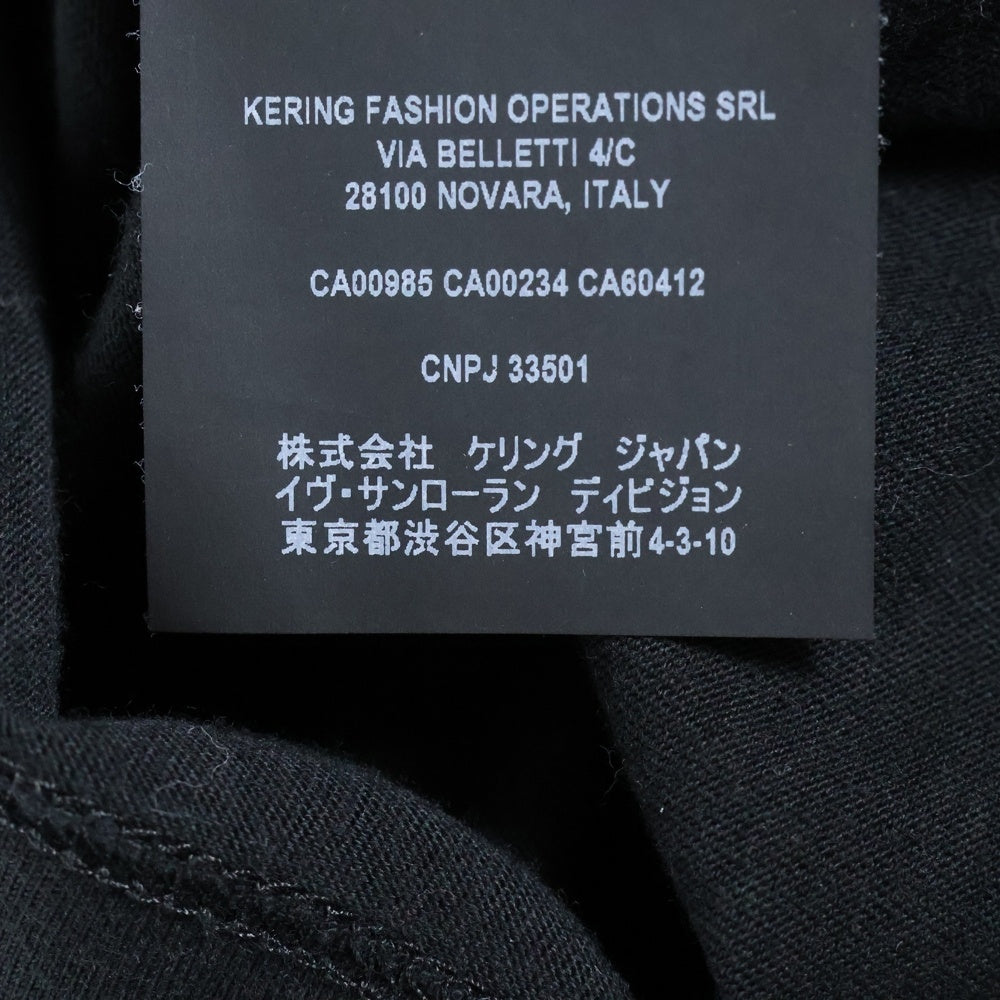 KERING FASHION OPERATIONS SRL
VIA BELLETTI 4/C
28100 NOVARA, ITALY
CA00985 CA00234 CA60412
CNPJ 33501
株式会社 ケリング ジャパン
イヴ・サンローラン ディビジョン
東京都渋谷区神宮前4-3-10